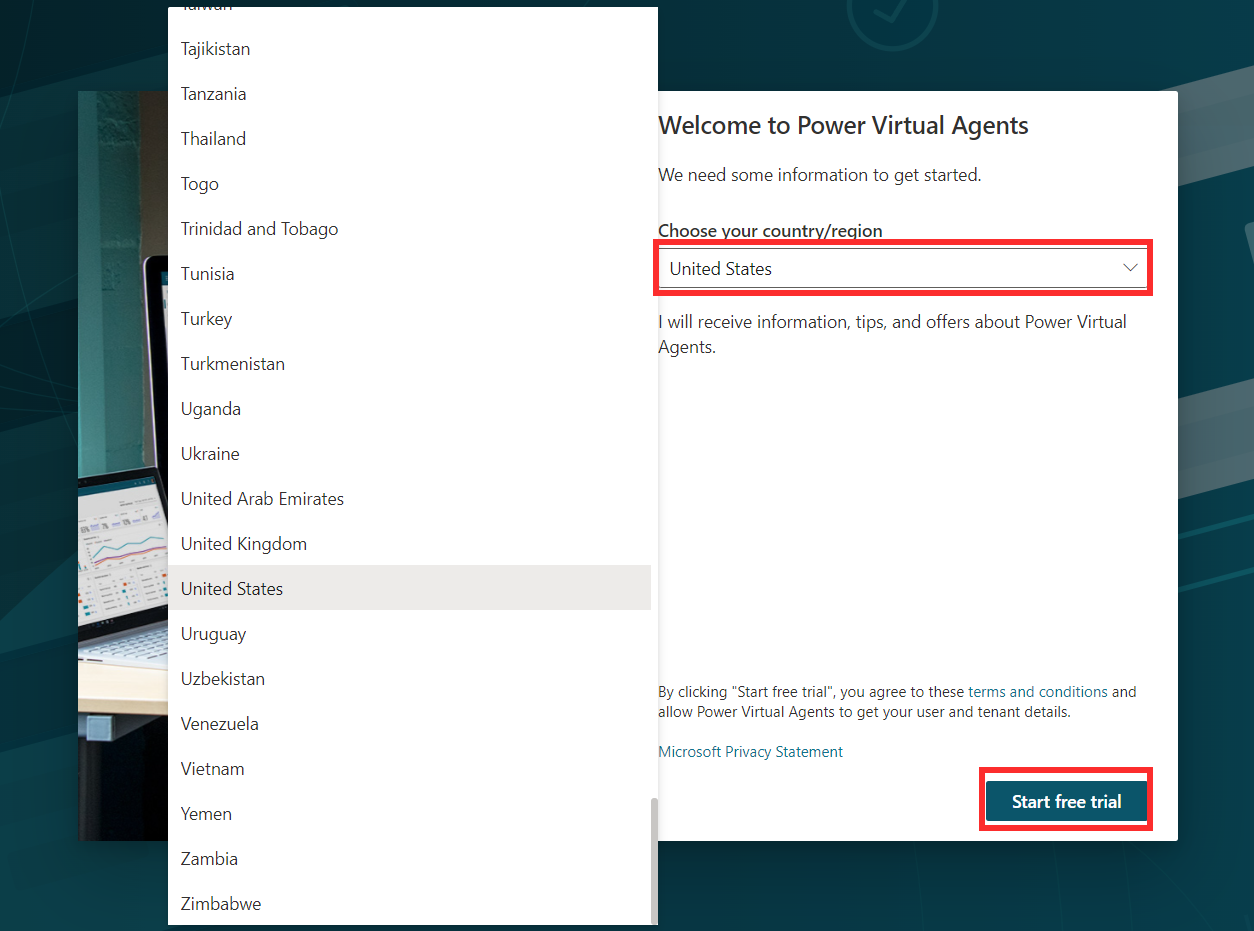 Tajikistan
Tanzania
Thailand
Togo
Trinidad and Tobago
Tunisia
Turkey
Turkmenistan
Uganda
Ukraine
United Arab Emirates
United Kingdom
United States
Uruguay
Uzbekistan
Venezuela
Vietnam
Yemen
Zambia
Zimbabwe
Welcome to Power Virtual Agents
We need some information to get started.
Choose your country/region
United States
I will receive information, tips, and offers about Power Virtual
Agents.
By clicking "Start free trial", you agree to these terms and conditions and
allow Power Virtual Agents to get your user and tenant details.
Microsoft Privacy Statement
Start free trial